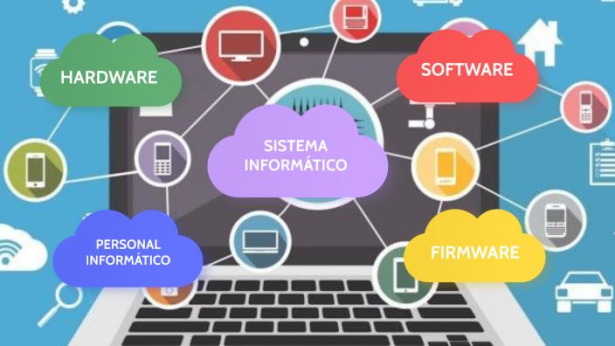 HARDWARE
SOFTWARE
SISTEMA
INFORMÁTICO
PERSONAL
INFORMÁTICO
FIRMWARE